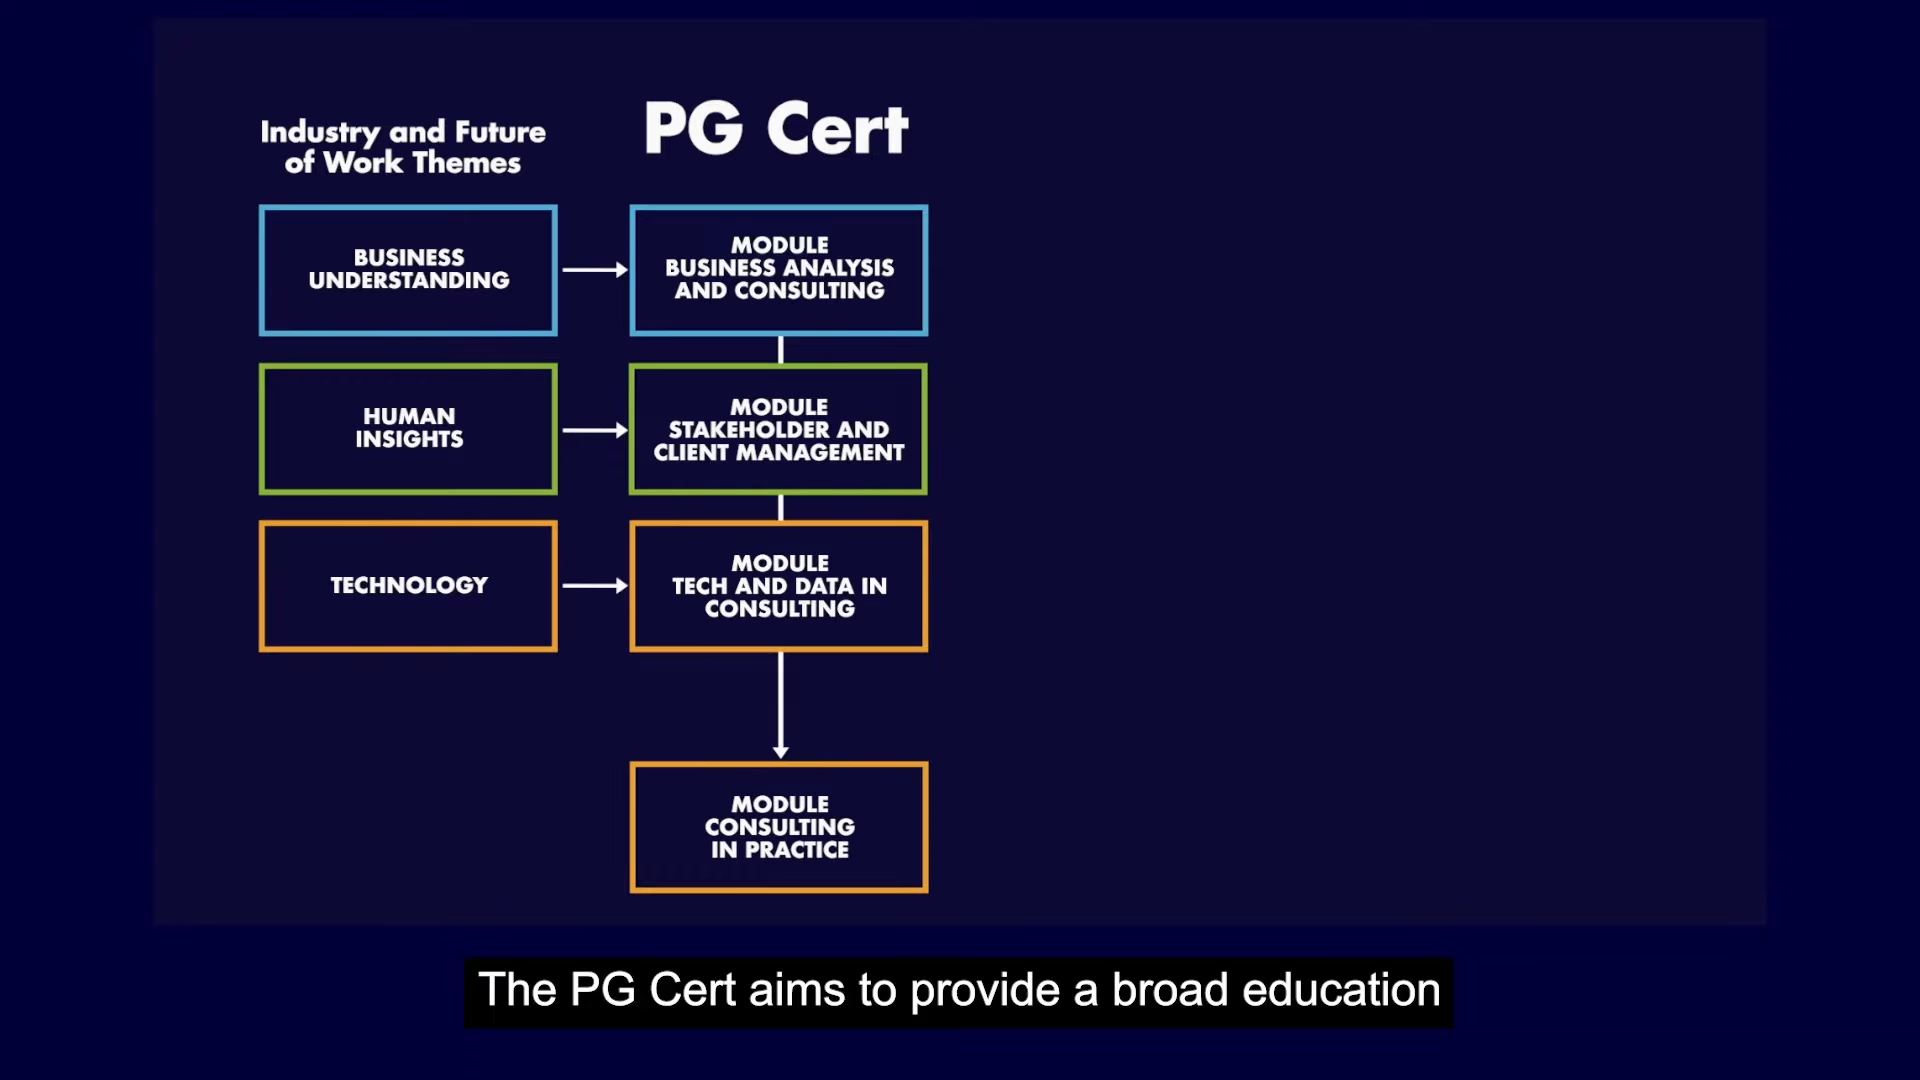 Industry and Future
of Work Themes
PG Cert
BUSINESS
UNDERSTANDING
MODULE
BUSINESS ANALYSIS
AND CONSULTING
HUMAN
INSIGHTS
MODULE
STAKEHOLDER AND
CLIENT MANAGEMENT
TECHNOLOGY
MODULE
TECH AND DATA IN
CONSULTING
MODULE
CONSULTING
IN PRACTICE
The PG Cert aims to provide a broad education